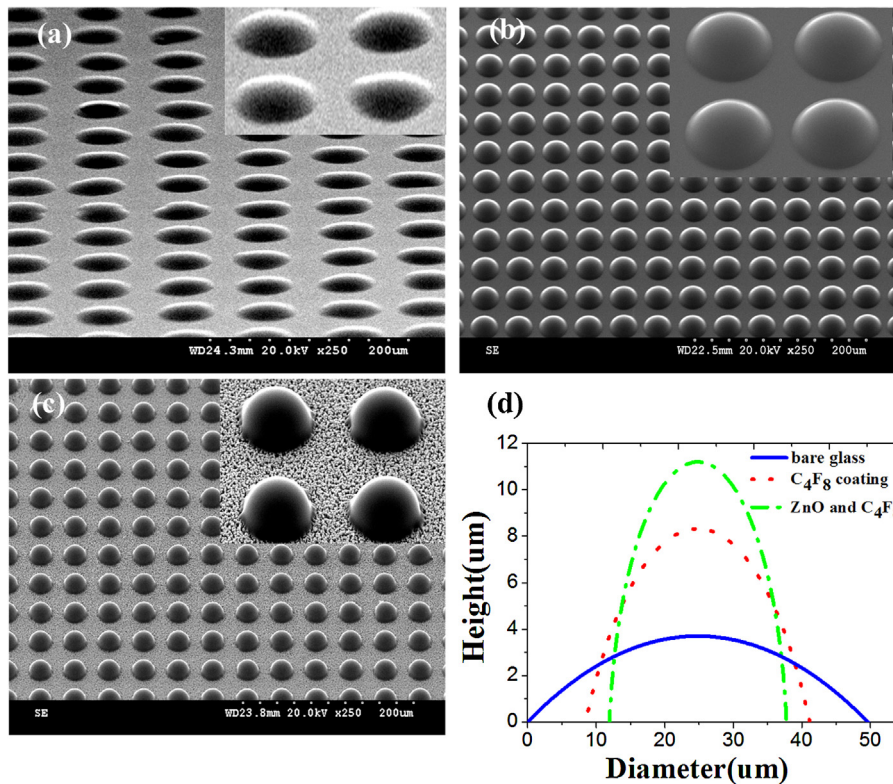 (a)
WD24.3mm 20.0kV x250 200um
(b)
SE
WD22.5mm 20.0kV x250 200um
(c)
SE
WD23.8mm 20.0kV x250 200um
(d)
bare glass
C₄F₈ coating
ZnO and C₄F
Height(um)
12
10
8
6
4
2
0
0 10 20 30 40 50
Diameter(um)